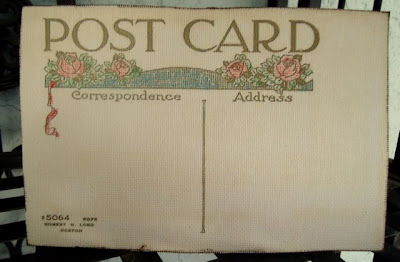 POST CARD
Correspondence Address
5064
BOSTON